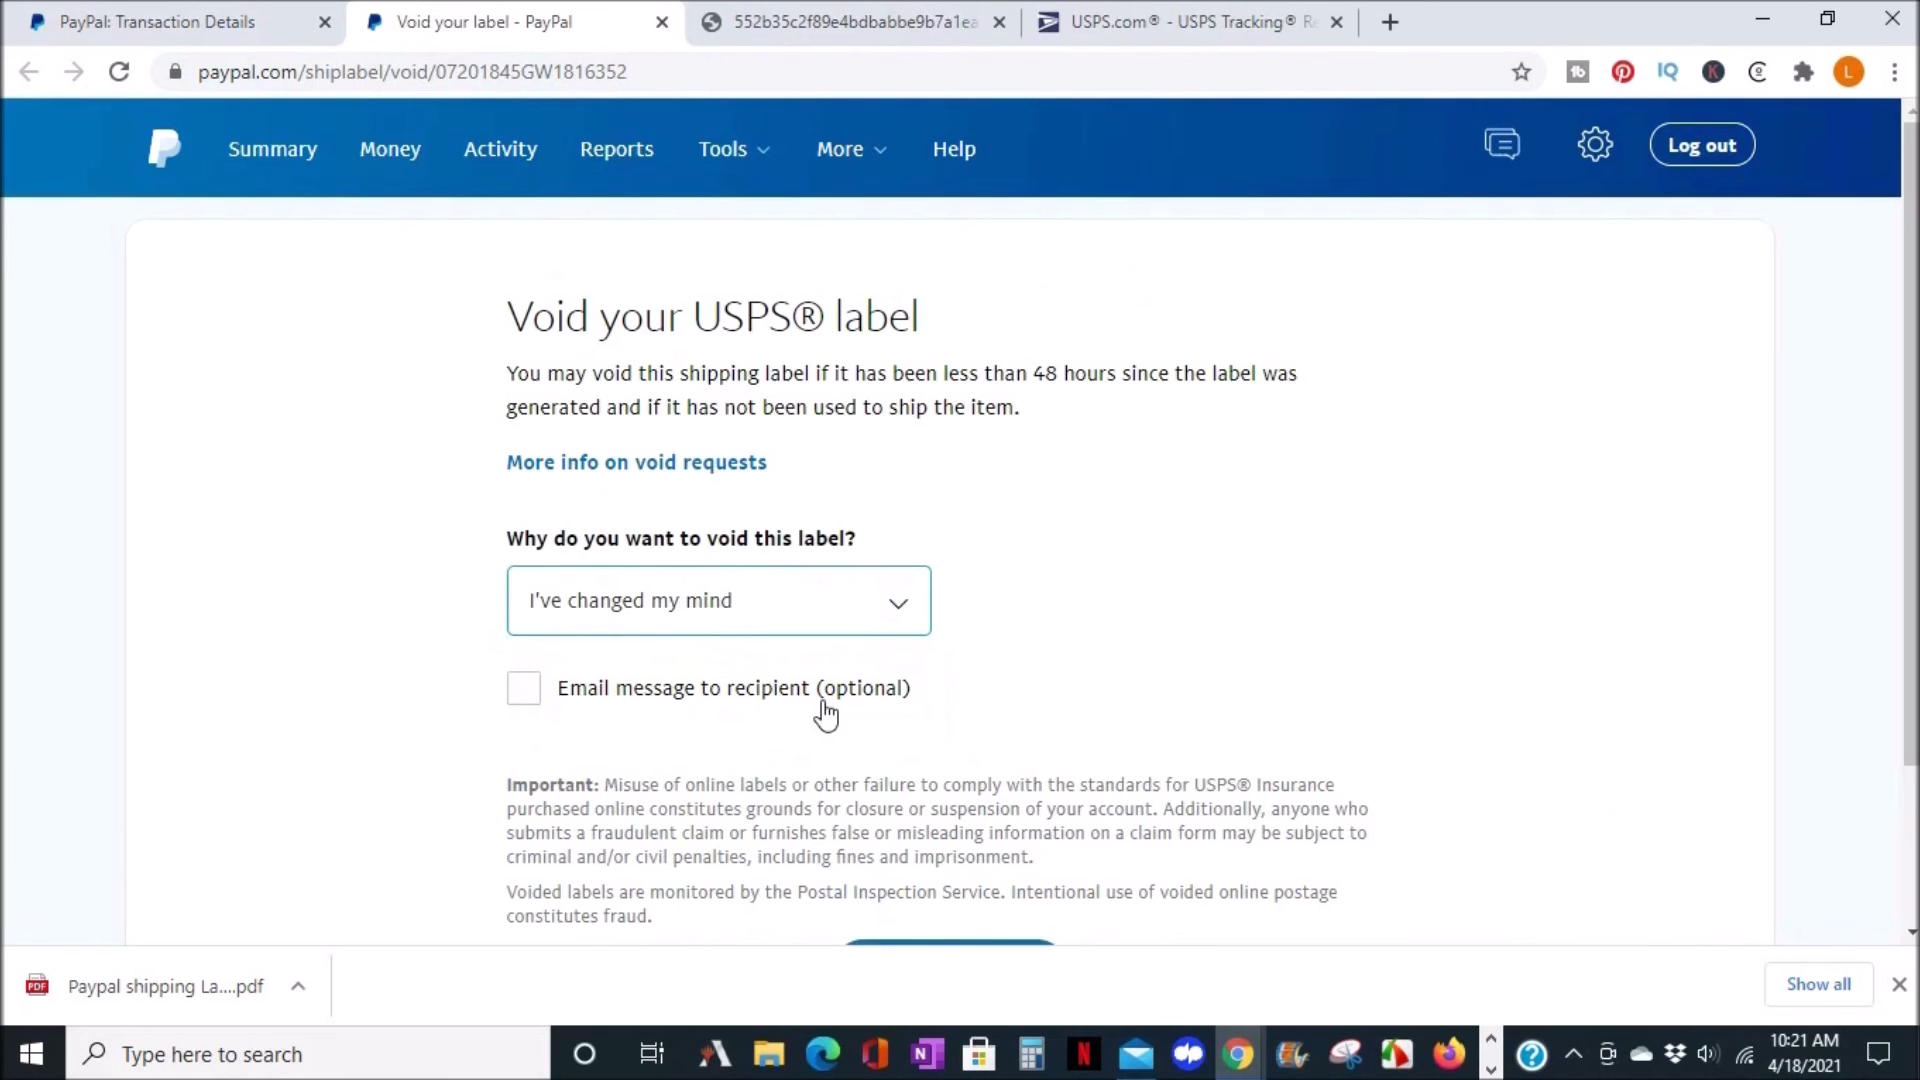 PayPal: Transaction Details
Void your label - PayPal
552b35c2f89e4bdbabbe9b7a1ea
USPS.com® - USPS Tracking® Re
paypal.com/shiplabel/void/07201845GW1816352
tb
IQ
K
L
Summary
Money
Activity
Reports
Tools
More
Help
Log out
Void your USPS® label
You may void this shipping label if it has been less than 48 hours since the label was
generated and if it has not been used to ship the item.
More info on void requests
Why do you want to void this label?
I've changed my mind
Email message to recipient (optional)
Important: Misuse of online labels or other failure to comply with the standards for USPS® Insurance
purchased online constitutes grounds for closure or suspension of your account. Additionally, anyone who
submits a fraudulent claim or furnishes false or misleading information on a claim form may be subject to
criminal and/or civil penalties, including fines and imprisonment.
Voided labels are monitored by the Postal Inspection Service. Intentional use of voided online postage
constitutes fraud.
PDF
Paypal shipping La....pdf
Show all
Type here to search
10:21 AM
4/18/2021